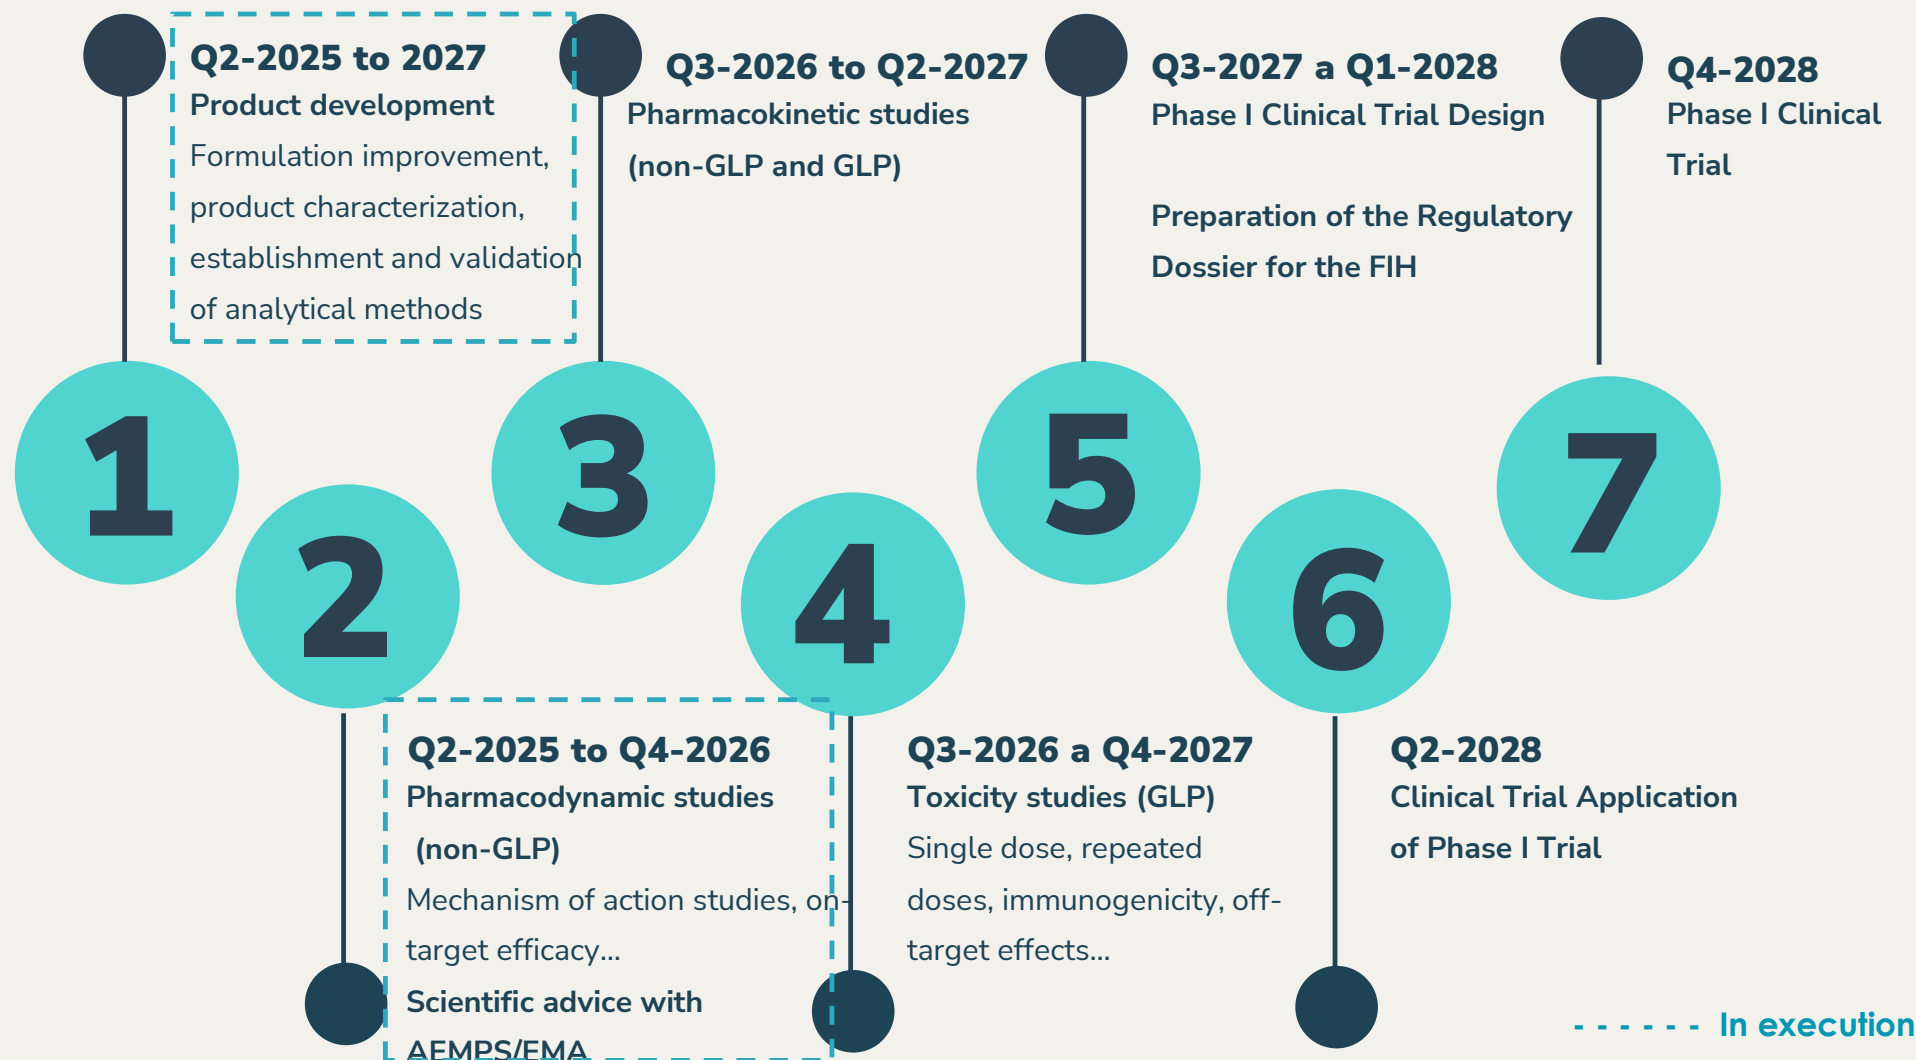 Q2-2025 to 2027
Product development
Formulation improvement,
product characterization,
establishment and validation
of analytical methods
Q3-2026 to Q2-2027
Pharmacokinetic studies
(non-GLP and GLP)
Q3-2027 a Q1-2028
Phase I Clinical Trial Design
Preparation of the Regulatory
Dossier for the FIH
Q4-2028
Phase I Clinical
Trial
1
2
3
4
5
6
7
Q2-2025 to Q4-2026
Pharmacodynamic studies
(non-GLP)
Mechanism of action studies, on-
target efficacy...
Scientific advice with
AEMPS/EMA
Q3-2026 a Q4-2027
Toxicity studies (GLP)
Single dose, repeated
doses, immunogenicity, off-
target effects...
Q2-2028
Clinical Trial Application
of Phase I Trial
- - - - - - In execution